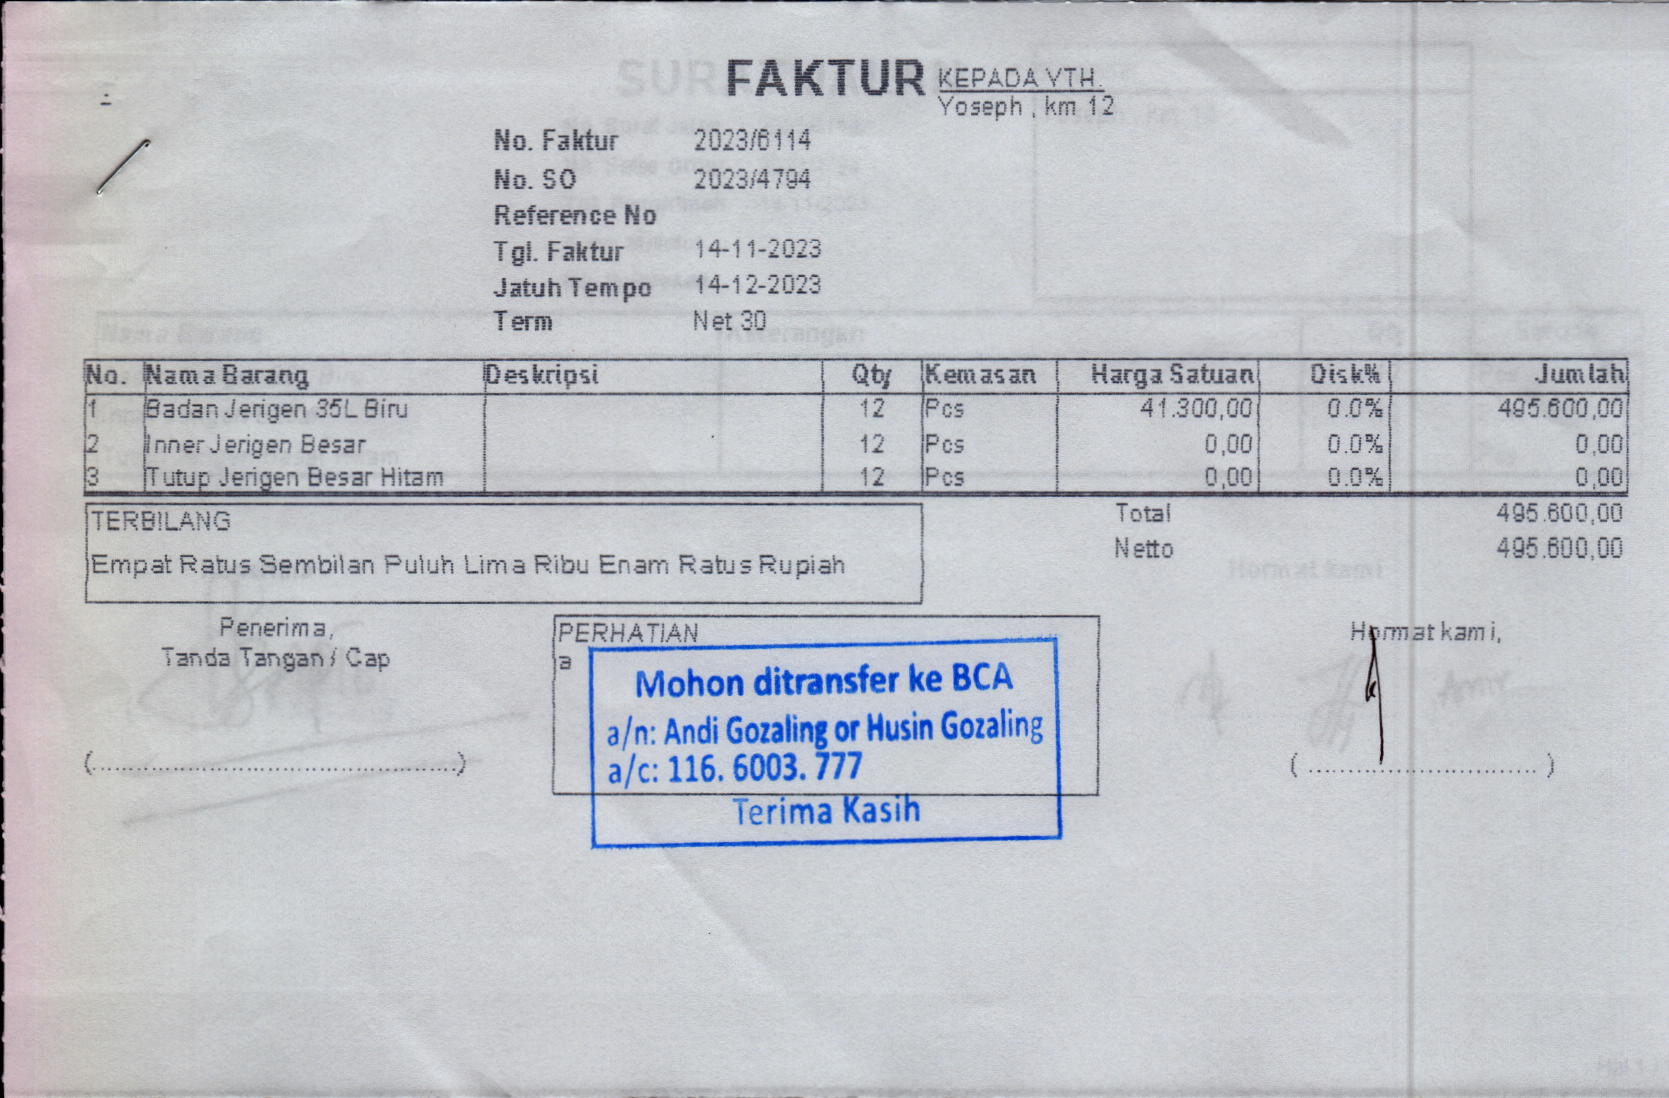 FAKTUR
KEPADA YTH.
Yoseph , km 12
No. Faktur 2023/6114
No. SO 2023/4794
Reference No
Tgl. Faktur 14-11-2023
Jatuh Tempo 14-12-2023
Term Net 30
No. Nama Barang Deskripsi Qty Kemasan Harga Satuan Disk% Jumlah
1 Badan Jerigen 35L Biru 12 Pcs 41.300,00 0.0% 495.600,00
2 Inner Jerigen Besar 12 Pcs 0,00 0.0% 0,00
3 Tutup Jerigen Besar Hitam 12 Pcs 0,00 0.0% 0,00
TERBILANG
Empat Ratus Sembilan Puluh Lima Ribu Enam Ratus Rupiah
Total 495.600,00
Netto 495.600,00
Penerima,
Tanda Tangan / Cap
(....................................................)
PERHATIAN
a
Mohon ditransfer ke BCA
a/n: Andi Gozaling or Husin Gozaling
a/c: 116. 6003. 777
Terima Kasih
Hormat kami,
( ................................ )